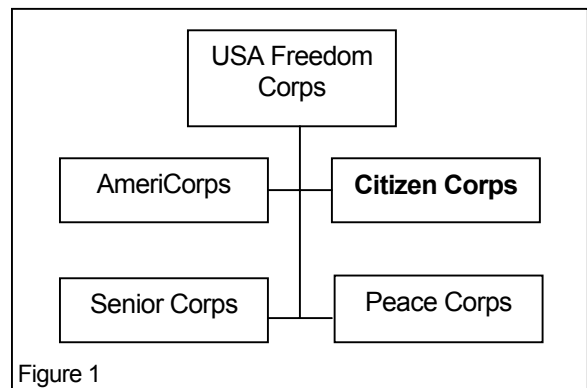 USA Freedom
Corps
AmeriCorps
Citizen Corps
Senior Corps
Peace Corps
Figure 1